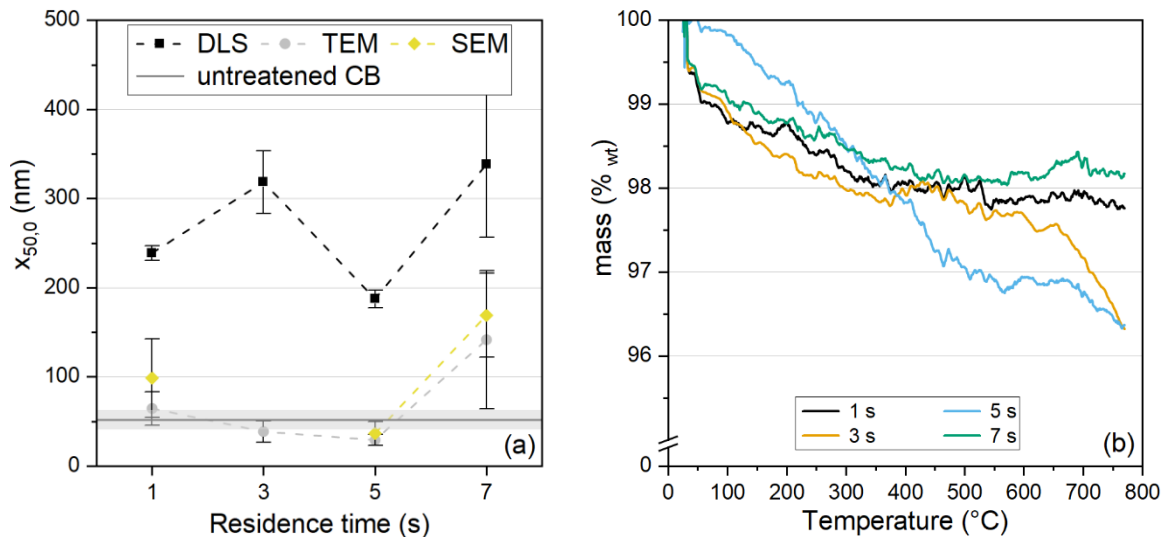 500
400
300
200
100
0
x50,0 (nm)
DLS TEM SEM
untreatened CB
(a)
1 3 5 7
Residence time (s)
100
99
98
97
96
0
mass (% wt)
1 s 5 s
3 s 7 s
(b)
0 100 200 300 400 500 600 700 800
Temperature (°C)